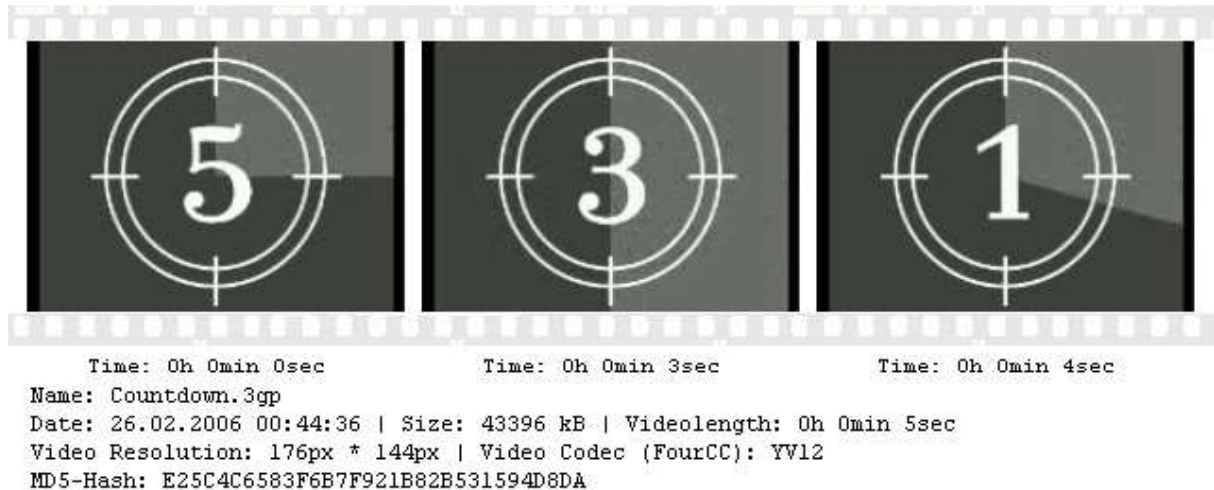 5 3 1
Time: 0h 0min 0sec Time: 0h 0min 3sec Time: 0h 0min 4sec
Name: Countdown.3gp
Date: 26.02.2006 00:44:36 | Size: 43396 kB | Videolength: 0h 0min 5sec
Video Resolution: 176px * 144px | Video Codec (FourCC): YV12
MD5-Hash: E25C4C6583F6B7F921B82B531594D8DA